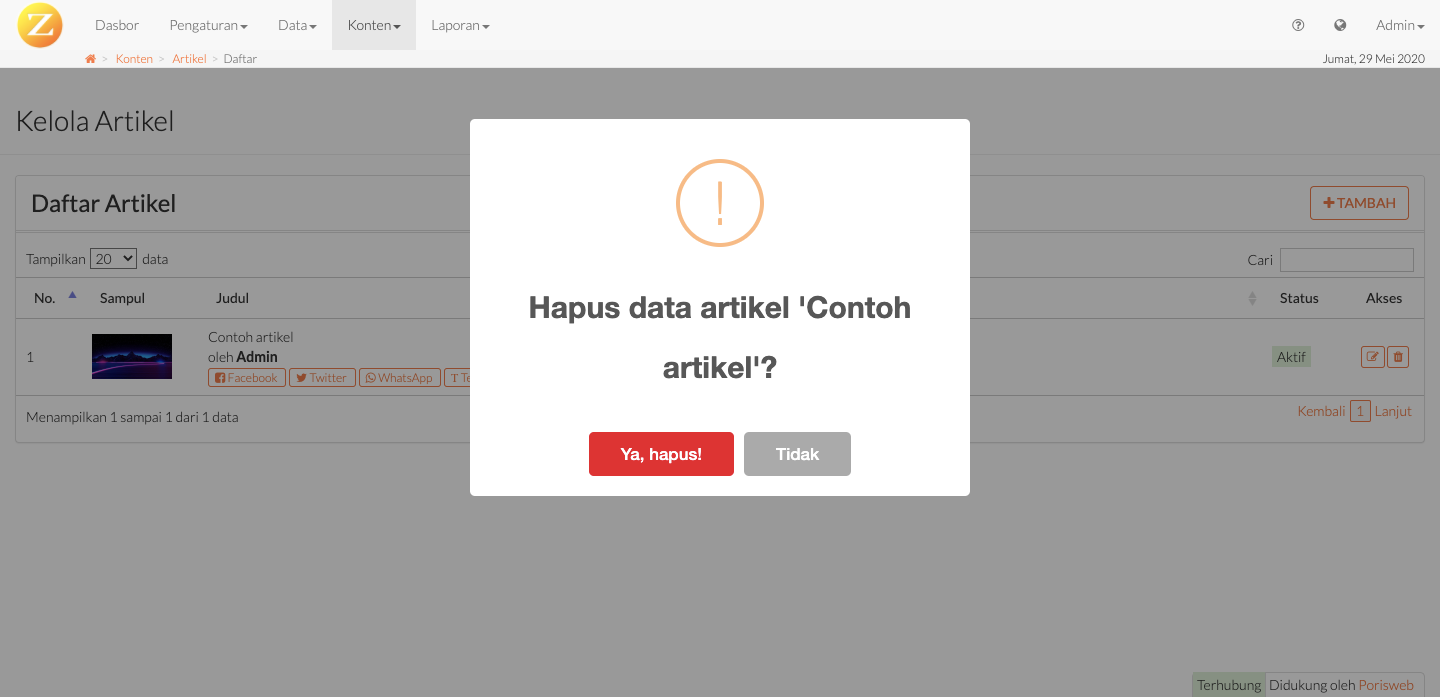 Z Dasbor Pengaturan Data Konten Laporan Admin
> Konten > Artikel > Daftar Jumat, 29 Mei 2020
Kelola Artikel
Daftar Artikel TAMBAH
Tampilkan 20 data Cari
No. Sampul Judul Status Akses
1 Contoh artikel
oleh Admin Aktif
Facebook Twitter WhatsApp
Menampilkan 1 sampai 1 dari 1 data Kembali 1 Lanjut
!
Hapus data artikel 'Contoh
artikel'?
Ya, hapus! Tidak
Terhubung Didukung oleh Porisweb